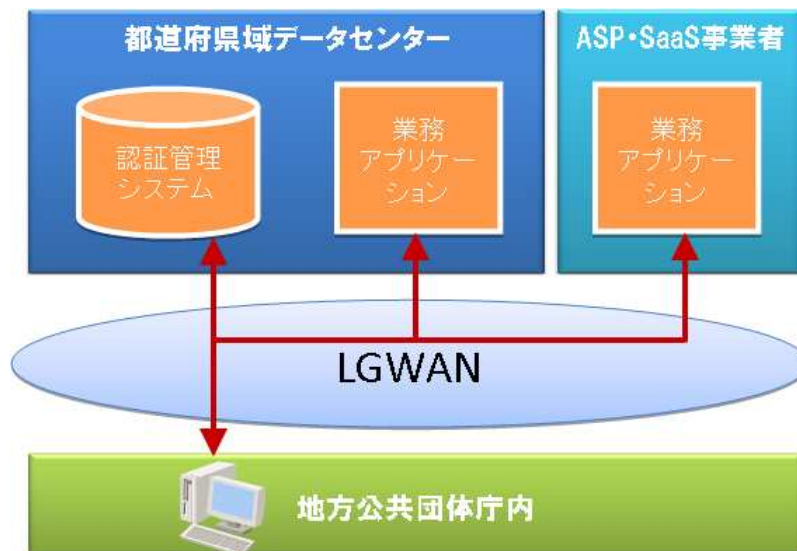 都道府県域データセンター
ASP・SaaS事業者
認証管理
システム
業務
アプリケー
ション
業務
アプリケー
ション
LGWAN
地方公共団体庁内